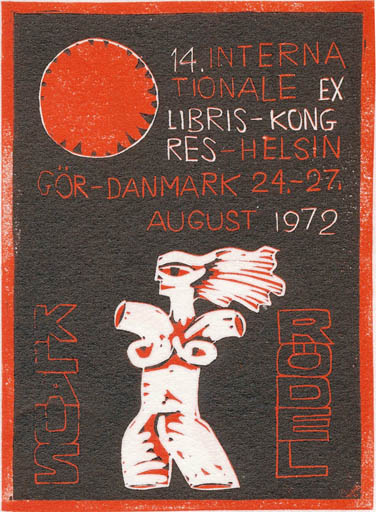 14. INTERNA
TIONALE EX
LIBRIS-KONG
RES-HELSIN
GÖR-DANMARK 24.-27.
AUGUST 1972
KLAUS
RÖDEL